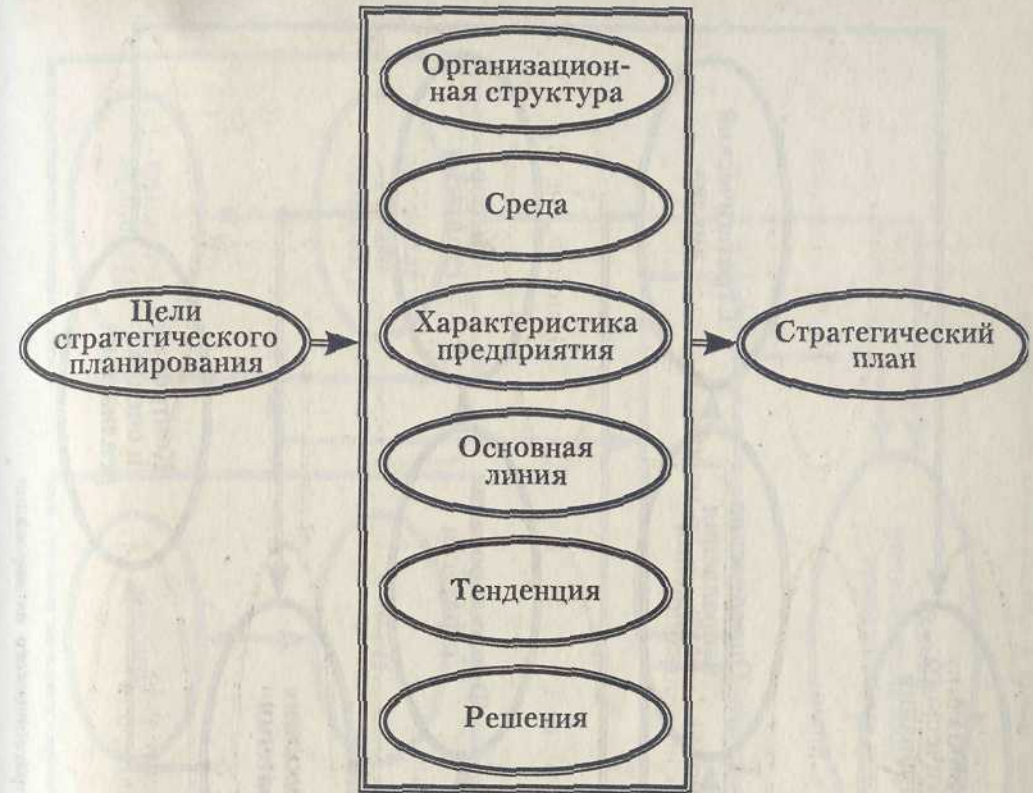 Организацион-
ная структура
Среда
Цели
стратегического
планирования
Характеристика
предприятия
Стратегический
план
Основная
линия
Тенденция
Решения